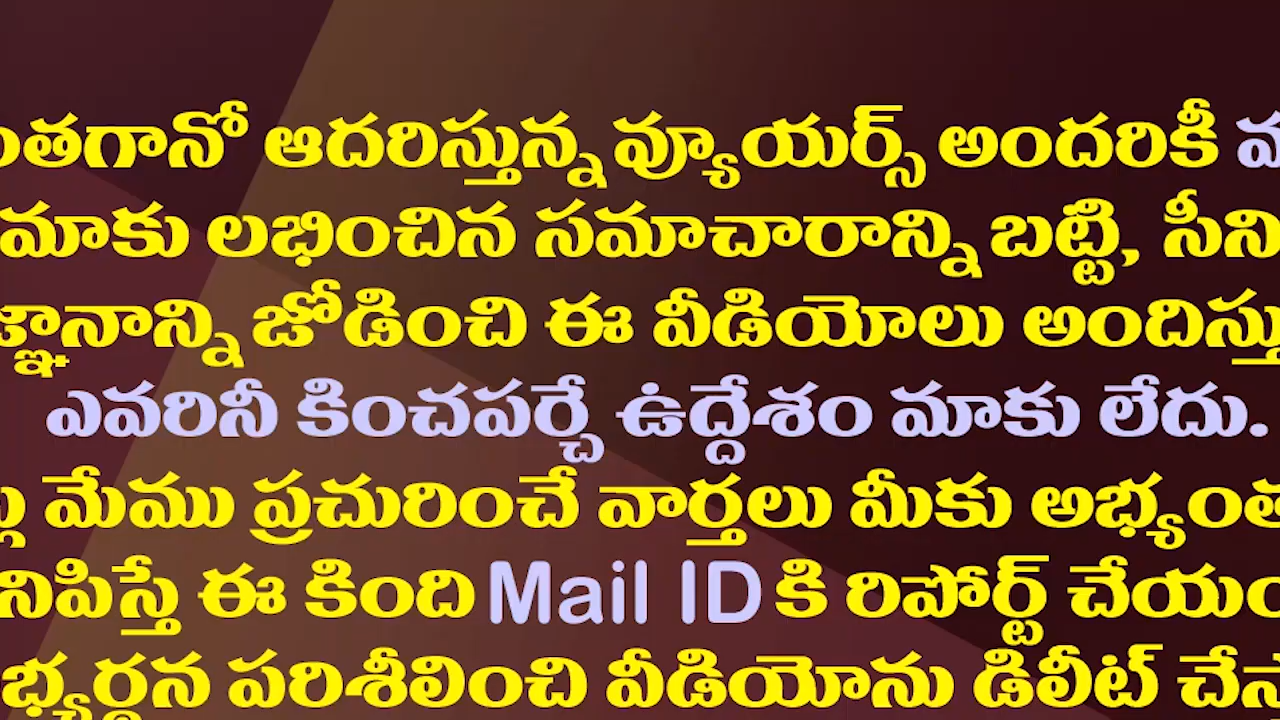 ఆదరిస్తున్న వ్యూయర్స్ అందరికీ
మాకు లభించిన సమాచారాన్ని బట్టి,
జోడించి ఈ వీడియోలు
ఎవరినీ కించపర్చే ఉద్దేశం మాకు లేదు.
మేము ప్రచురించే వార్తలు మీకు
ఈ కింది Mail ID కి రిపోర్ట్
పరిశీలించి వీడియోను డిలీట్